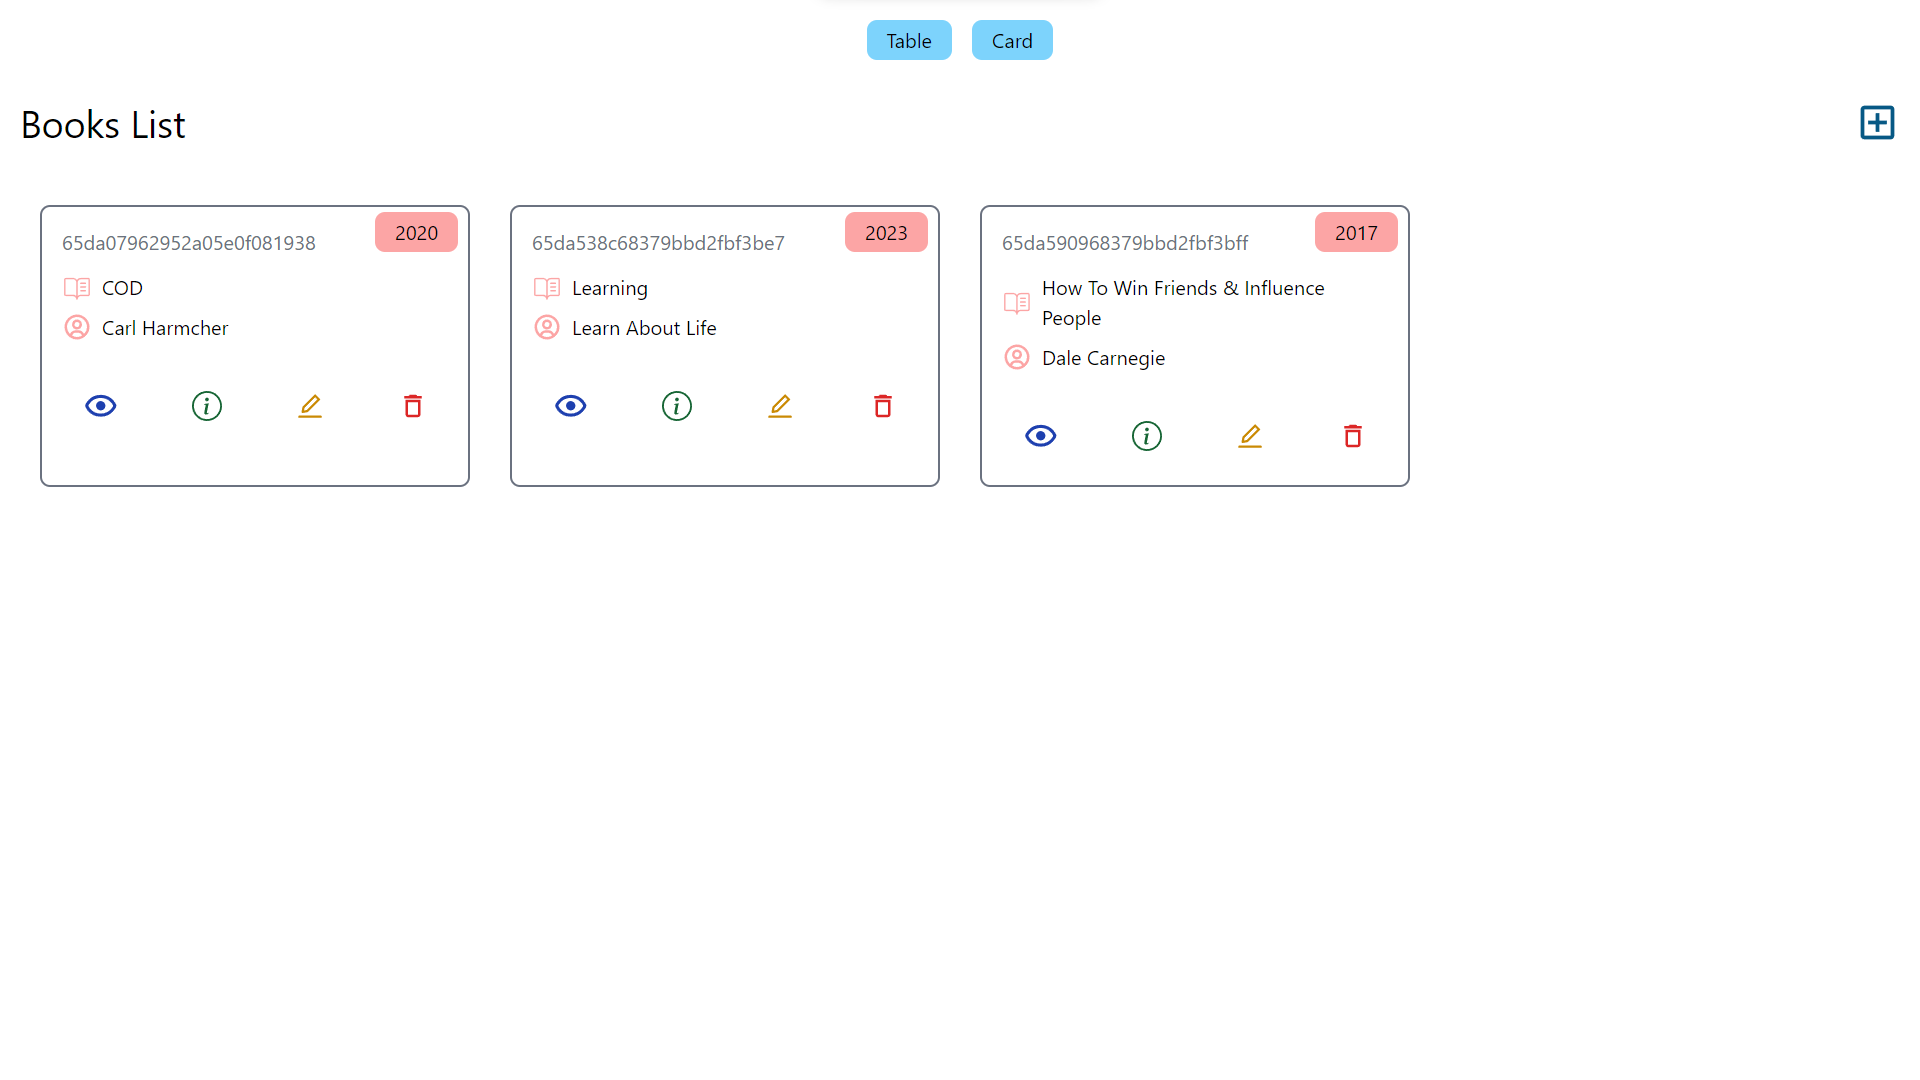 Table
Card
Books List
65da07962952a05e0f081938
2020
COD
Carl Harmcher
65da538c68379bbd2fbf3be7
2023
Learning
Learn About Life
65da590968379bbd2fbf3bff
2017
How To Win Friends & Influence
People
Dale Carnegie